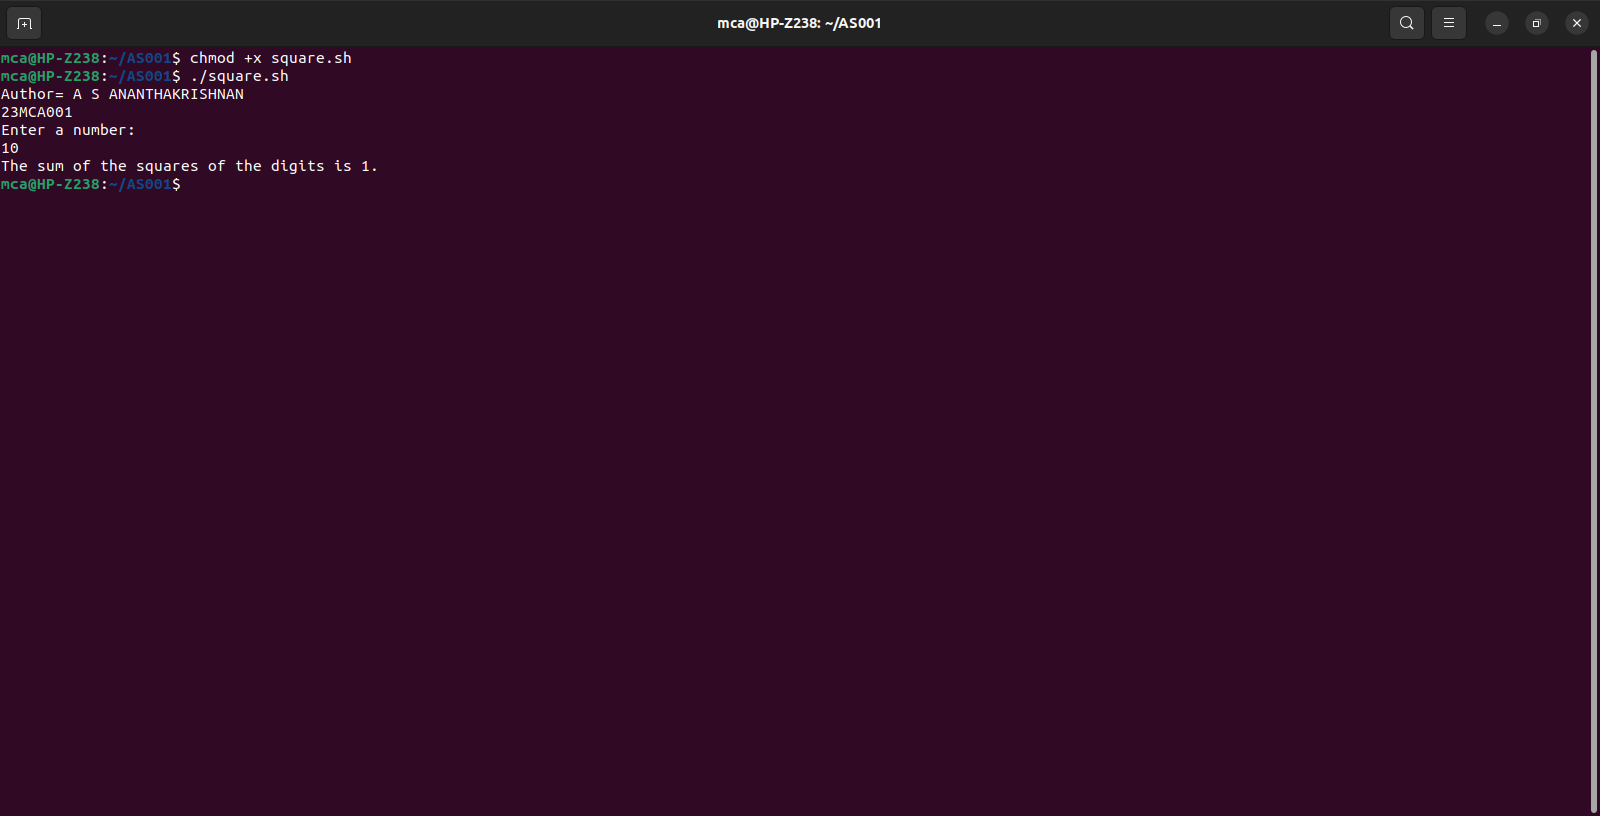 mca@HP-Z238: ~/AS001
mca@HP-Z238:~/AS001$ chmod +x square.sh
mca@HP-Z238:~/AS001$ ./square.sh
Author= A S ANANTHAKRISHNAN
23MCA001
Enter a number:
10
The sum of the squares of the digits is 1.
mca@HP-Z238:~/AS001$